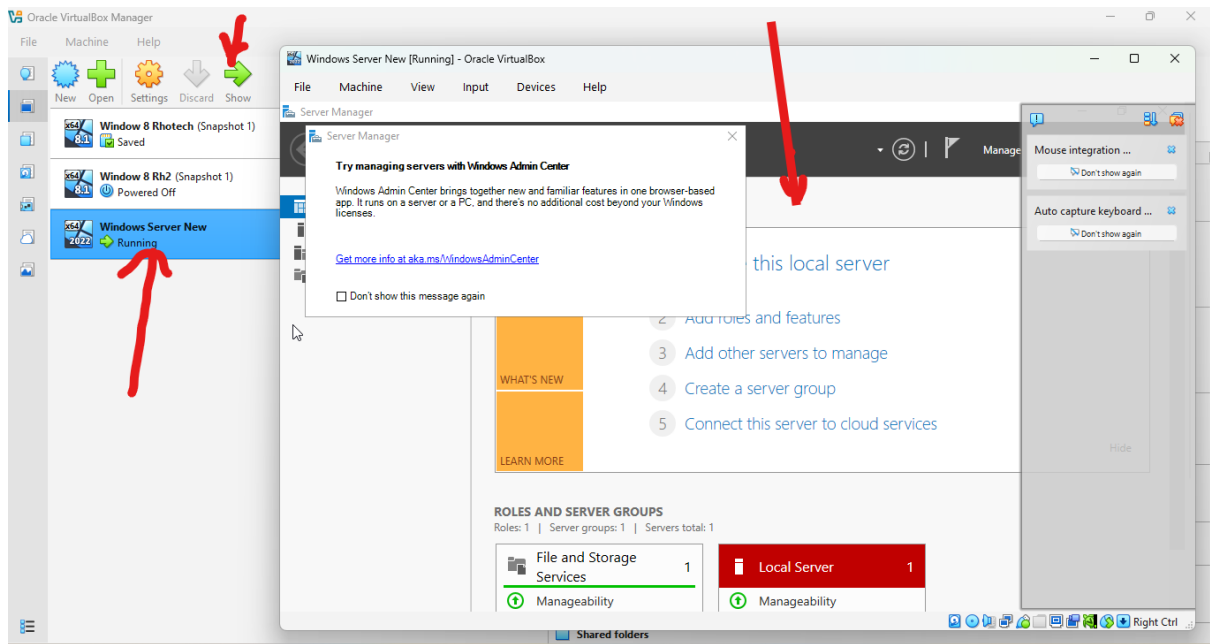 Oracle VirtualBox Manager
File Machine Help
New Open Settings Discard Show
Window 8 Rhotech (Snapshot 1)
Saved
Window 8 Rh2 (Snapshot 1)
Powered Off
Windows Server New
Running
x64
8.1
x64
8.1
x64
2022
Windows Server New [Running] - Oracle VirtualBox
File Machine View Input Devices Help
Server Manager
Manage
Server Manager
Try managing servers with Windows Admin Center
Windows Admin Center brings together new and familiar features in one browser-based
app. It runs on a server or a PC, and there's no additional cost beyond your Windows
licenses.
Get more info at aka.ms/WindowsAdminCenter
Don't show this message again
Mouse integration ...
Don't show again
Auto capture keyboard ...
Don't show again
this local server
2 Add roles and features
3 Add other servers to manage
4 Create a server group
5 Connect this server to cloud services
WHAT'S NEW
LEARN MORE
Hide
ROLES AND SERVER GROUPS
Roles: 1 | Server groups: 1 | Servers total: 1
File and Storage
Services
1
Manageability
Local Server 1
Manageability
Right Ctrl
Shared folders